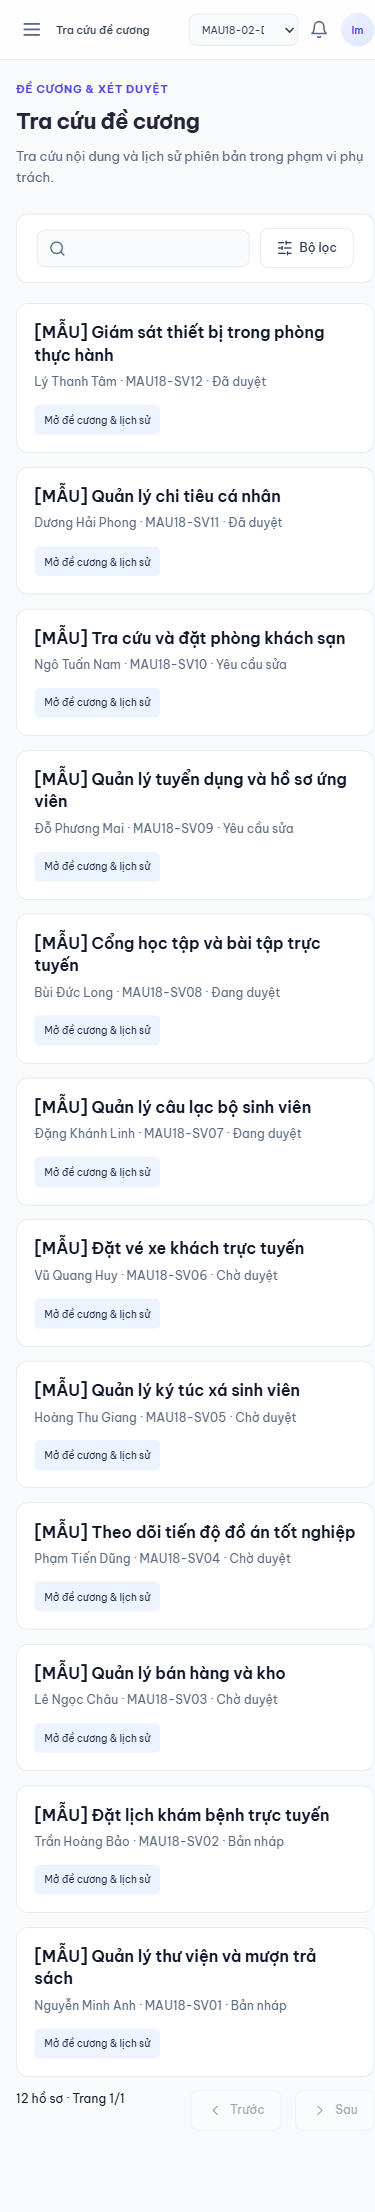 Tra cứu đề cương
MAU18-02-Đ
lm
ĐỀ CƯƠNG & XÉT DUYỆT
Tra cứu đề cương
Tra cứu nội dung và lịch sử phiên bản trong phạm vi phụ
trách.
Bộ lọc
[MẪU] Giám sát thiết bị trong phòng
thực hành
Lý Thanh Tâm · MAU18-SV12 · Đã duyệt
Mở đề cương & lịch sử
[MẪU] Quản lý chi tiêu cá nhân
Dương Hải Phong · MAU18-SV11 · Đã duyệt
Mở đề cương & lịch sử
[MẪU] Tra cứu và đặt phòng khách sạn
Ngô Tuấn Nam · MAU18-SV10 · Yêu cầu sửa
Mở đề cương & lịch sử
[MẪU] Quản lý tuyển dụng và hồ sơ ứng
viên
Đỗ Phương Mai · MAU18-SV09 · Yêu cầu sửa
Mở đề cương & lịch sử
[MẪU] Cổng học tập và bài tập trực
tuyến
Bùi Đức Long · MAU18-SV08 · Đang duyệt
Mở đề cương & lịch sử
[MẪU] Quản lý câu lạc bộ sinh viên
Đặng Khánh Linh · MAU18-SV07 · Đang duyệt
Mở đề cương & lịch sử
[MẪU] Đặt vé xe khách trực tuyến
Vũ Quang Huy · MAU18-SV06 · Chờ duyệt
Mở đề cương & lịch sử
[MẪU] Quản lý ký túc xá sinh viên
Hoàng Thu Giang · MAU18-SV05 · Chờ duyệt
Mở đề cương & lịch sử
[MẪU] Theo dõi tiến độ đồ án tốt nghiệp
Phạm Tiến Dũng · MAU18-SV04 · Chờ duyệt
Mở đề cương & lịch sử
[MẪU] Quản lý bán hàng và kho
Lê Ngọc Châu · MAU18-SV03 · Chờ duyệt
Mở đề cương & lịch sử
[MẪU] Đặt lịch khám bệnh trực tuyến
Trần Hoàng Bảo · MAU18-SV02 · Bản nháp
Mở đề cương & lịch sử
[MẪU] Quản lý thư viện và mượn trả
sách
Nguyễn Minh Anh · MAU18-SV01 · Bản nháp
Mở đề cương & lịch sử
12 hồ sơ · Trang 1/1
Trước
Sau